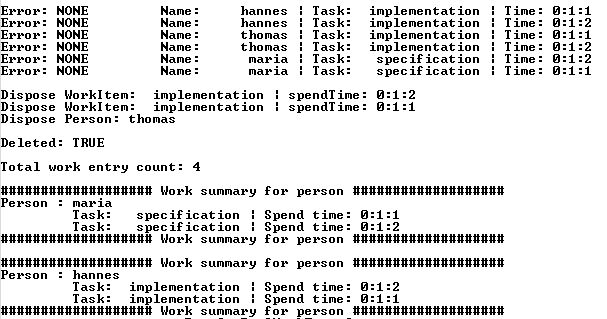 Error: NONE         Name:     hannes | Task:  implementation | Time: 0:1:1
Error: NONE         Name:     hannes | Task:  implementation | Time: 0:1:2
Error: NONE         Name:     thomas | Task:  implementation | Time: 0:1:1
Error: NONE         Name:     thomas | Task:  implementation | Time: 0:1:2
Error: NONE         Name:      maria | Task:   specification | Time: 0:1:2
Error: NONE         Name:      maria | Task:   specification | Time: 0:1:1
Dispose WorkItem:  implementation | spendTime: 0:1:2
Dispose WorkItem:  implementation | spendTime: 0:1:1
Dispose Person: thomas
Deleted: TRUE
Total work entry count: 4
################### Work summary for person ###################
Person : maria
         Task:   specification | Spend time: 0:1:1
         Task:   specification | Spend time: 0:1:2
################### Work summary for person ###################
################### Work summary for person ###################
Person : hannes
         Task:  implementation | Spend time: 0:1:2
         Task:  implementation | Spend time: 0:1:1
################### Work summary for person ###################